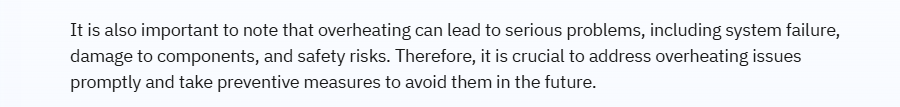 It is also important to note that overheating can lead to serious problems, including system failure,
damage to components, and safety risks. Therefore, it is crucial to address overheating issues
promptly and take preventive measures to avoid them in the future.